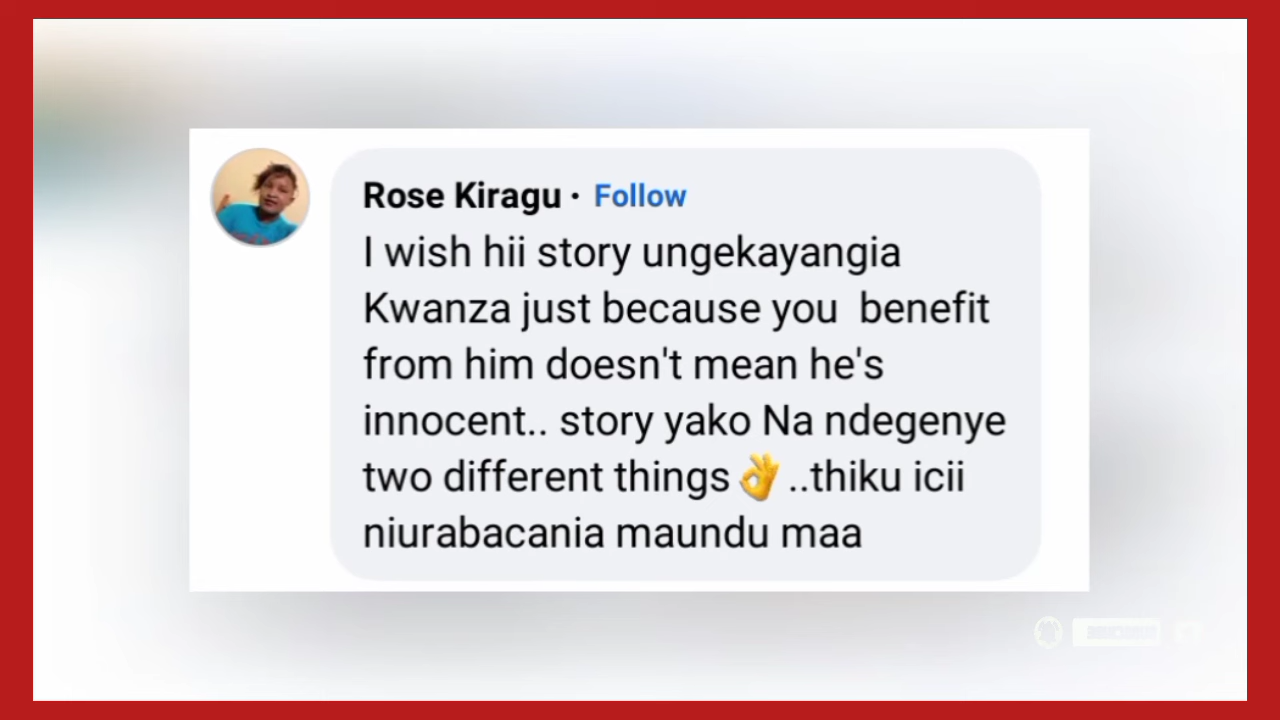 Rose Kiragu · Follow
I wish hii story ungekayangia
Kwanza just because you  benefit
from him doesn't mean he's
innocent.. story yako Na ndegenye
two different things👌..thiku icii
niurabacania maundu maa